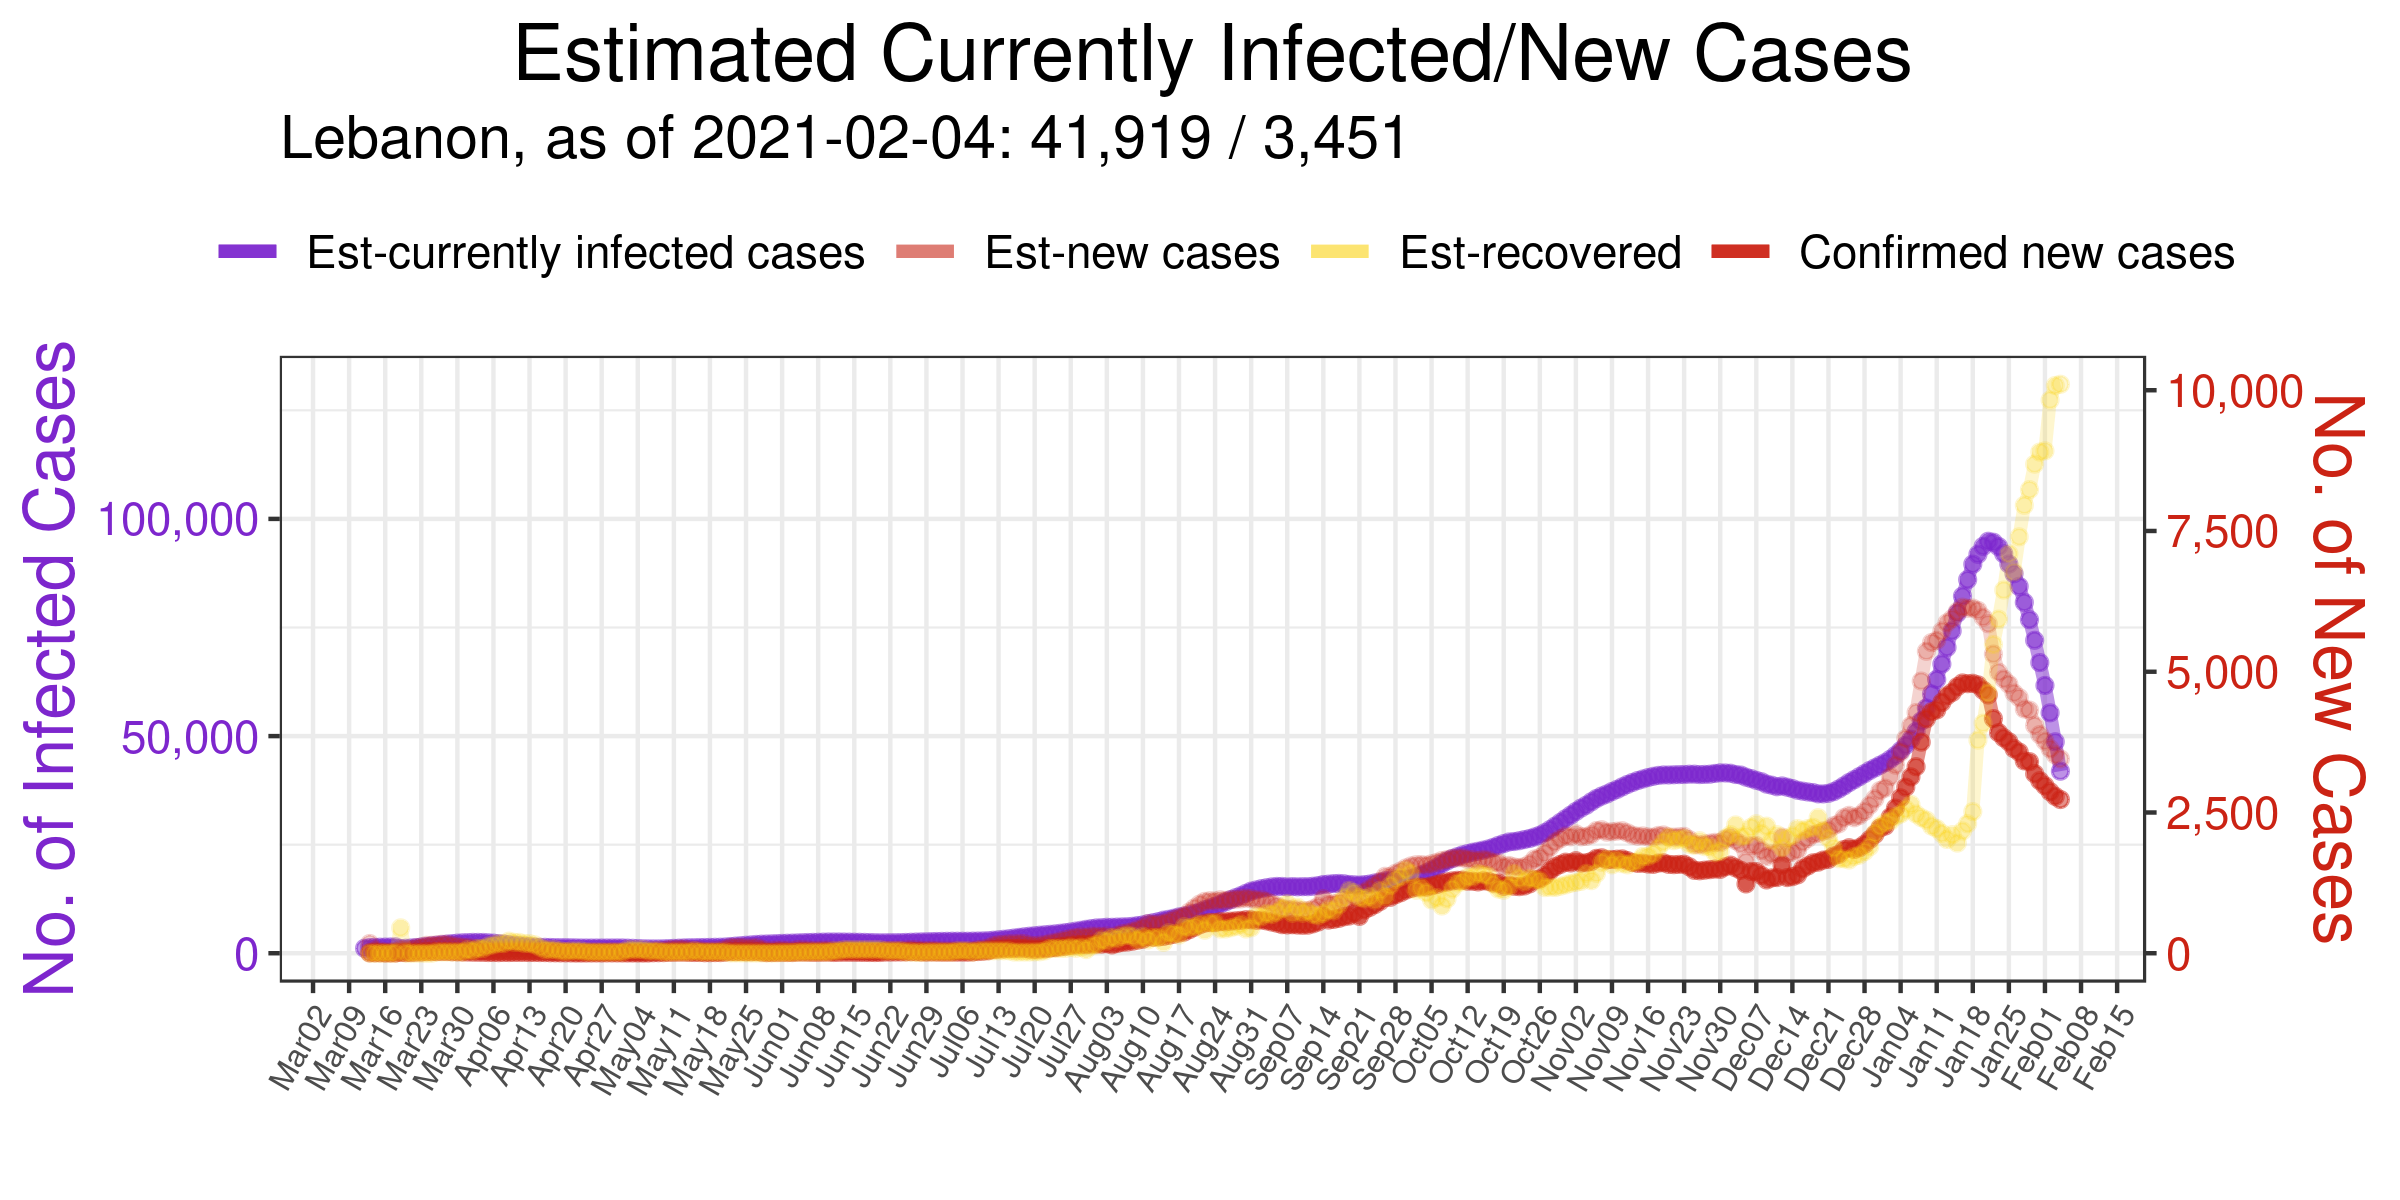 Estimated Currently Infected/New Cases
Lebanon, as of 2021-02-04: 41,919 / 3,451
Est-currently infected cases
Est-new cases
Est-recovered
Confirmed new cases
No. of Infected Cases
100,000
50,000
0
10,000
7,500
5,000
2,500
0
No. of New Cases
Mar02
Mar09
Mar16
Mar23
Mar30
Apr06
Apr13
Apr20
Apr27
May04
May11
May18
May25
Jun01
Jun08
Jun15
Jun22
Jun29
Jul06
Jul13
Jul20
Jul27
Aug03
Aug10
Aug17
Aug24
Aug31
Sep07
Sep14
Sep21
Sep28
Oct05
Oct12
Oct19
Oct26
Nov02
Nov09
Nov16
Nov23
Nov30
Dec07
Dec14
Dec21
Dec28
Jan04
Jan11
Jan18
Jan25
Feb01
Feb08
Feb15